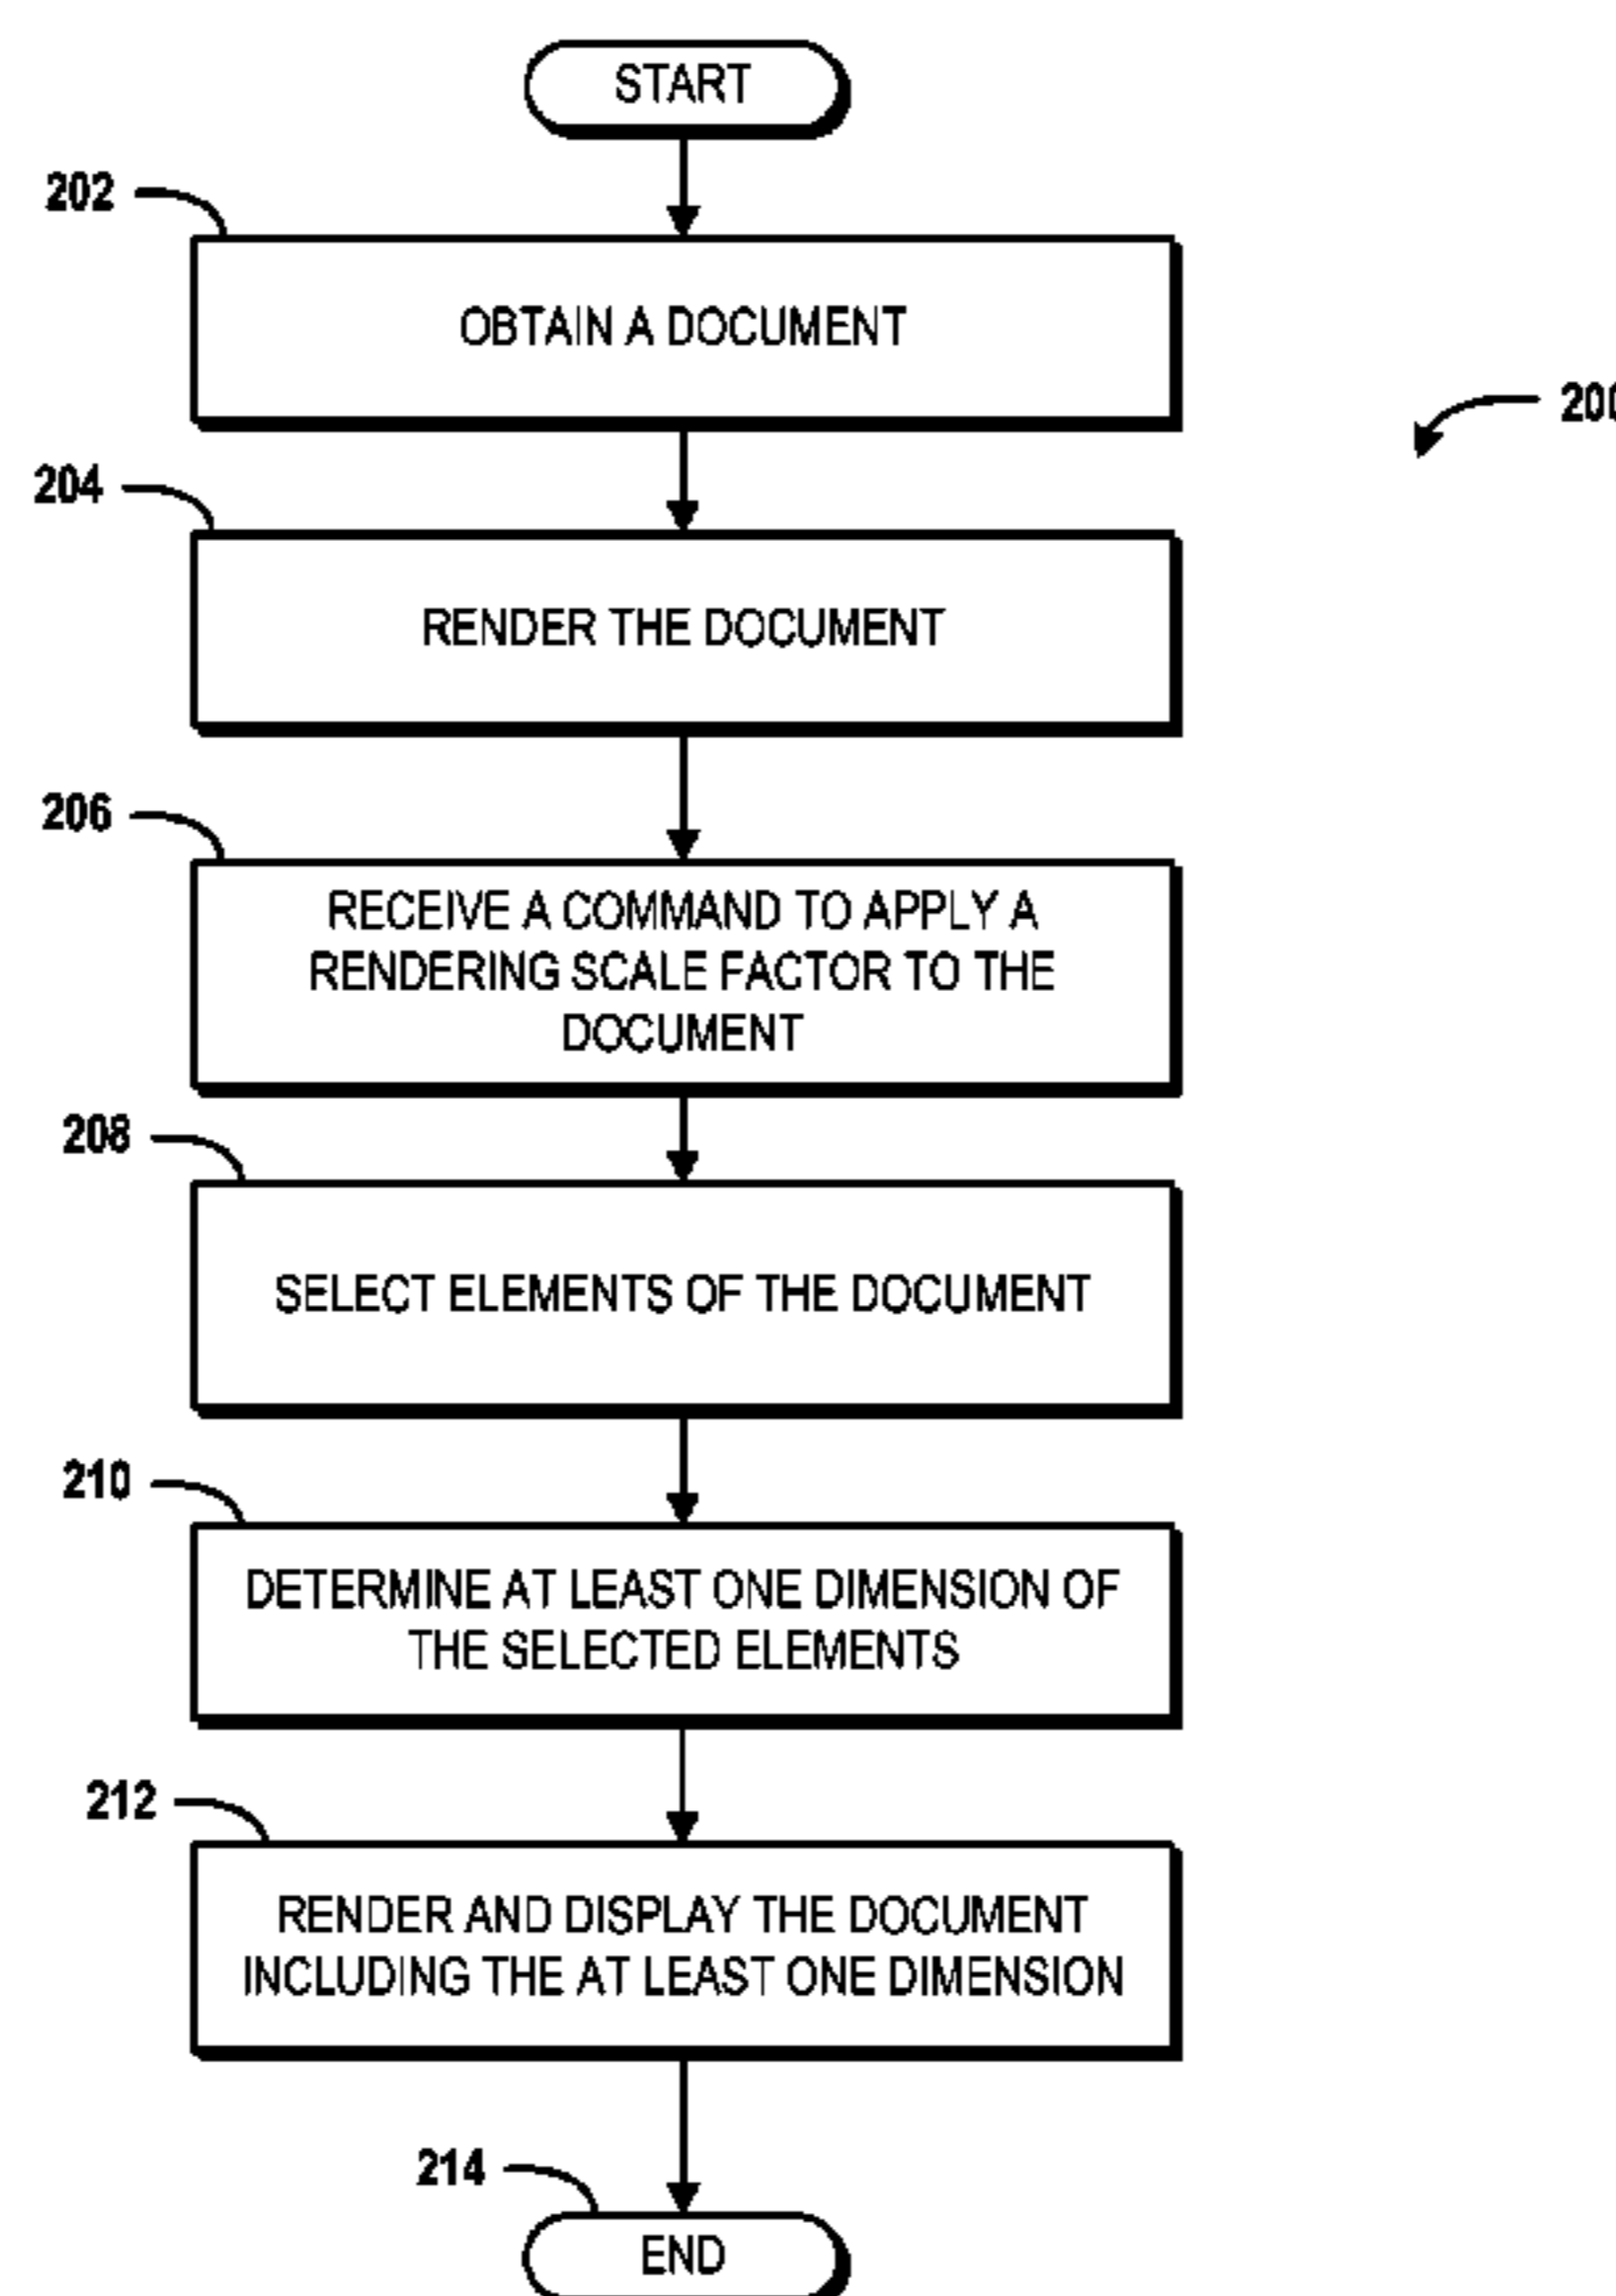 START
202
OBTAIN A DOCUMENT
200
204
RENDER THE DOCUMENT
206
RECEIVE A COMMAND TO APPLY A
RENDERING SCALE FACTOR TO THE
DOCUMENT
208
SELECT ELEMENTS OF THE DOCUMENT
210
DETERMINE AT LEAST ONE DIMENSION OF
THE SELECTED ELEMENTS
212
RENDER AND DISPLAY THE DOCUMENT
INCLUDING THE AT LEAST ONE DIMENSION
214
END